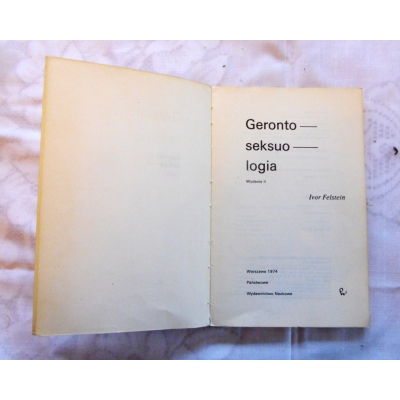 Geronto —
seksuo —
logia
Wydanie II
Ivor Felstein
Warszawa 1974
Państwowe
Wydawnictwo Naukowe